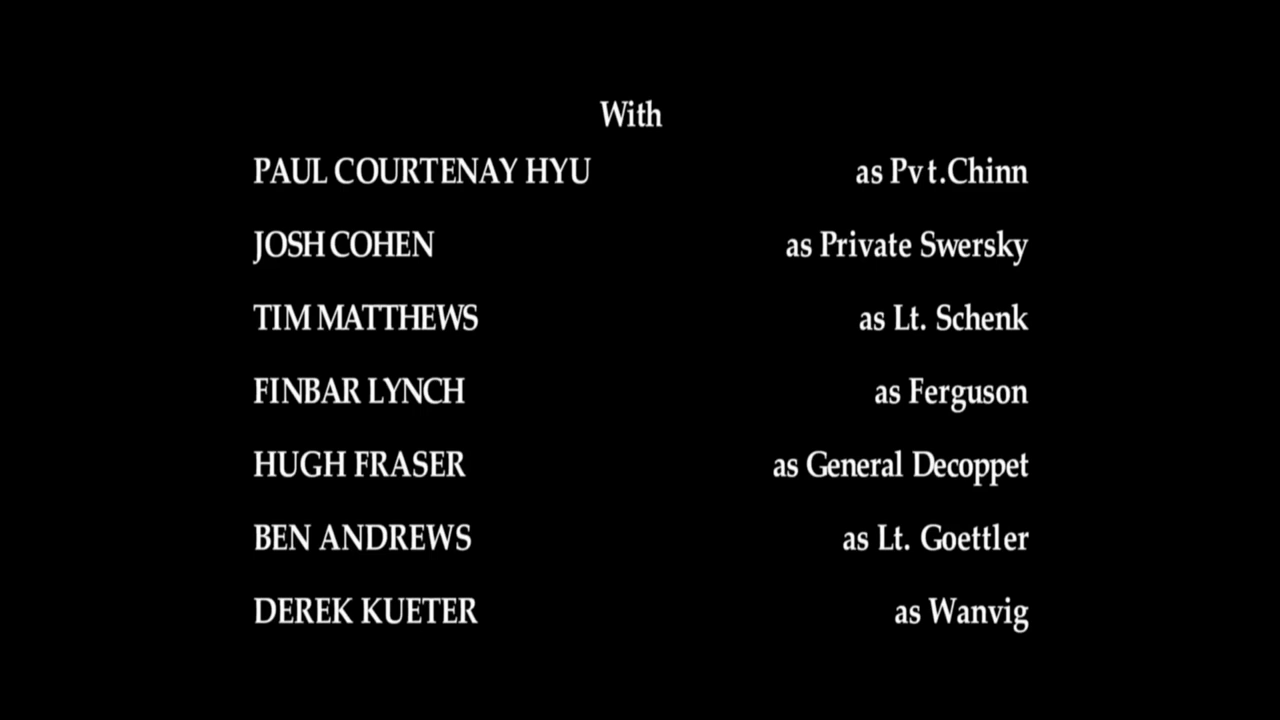 With
PAUL COURTENAY HYU as Pvt.Chinn
JOSH COHEN as Private Swersky
TIM MATTHEWS as Lt. Schenk
FINBAR LYNCH as Ferguson
HUGH FRASER as General Decoppet
BEN ANDREWS as Lt. Goettler
DEREK KUETER as Wanvig